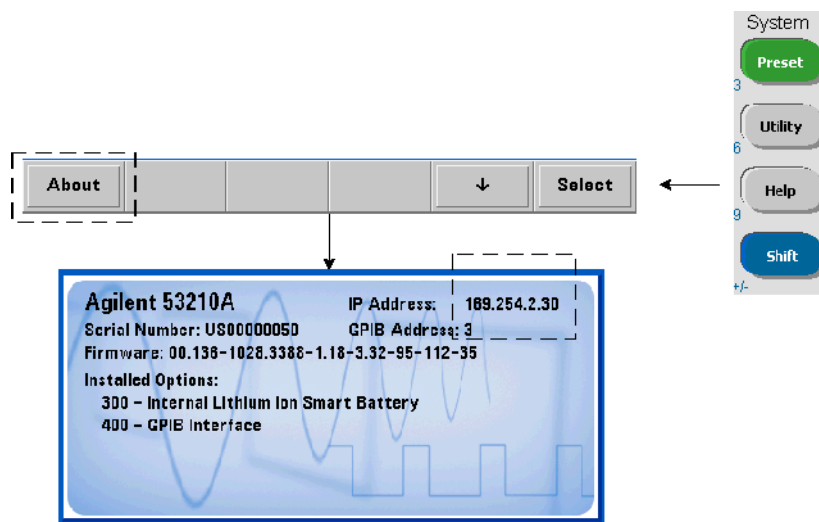 System
Preset
3
Utility
6
Help
9
Shift
+/-
About
↓
Select
Agilent 53210A
IP Address: 169.254.2.30
Serial Number: US00000050
GPIB Address: 3
Firmware: 00.136-1028.3388-1.18-3.32-95-112-35
Installed Options:
300 - Internal Lithium Ion Smart Battery
400 - GPIB Interface